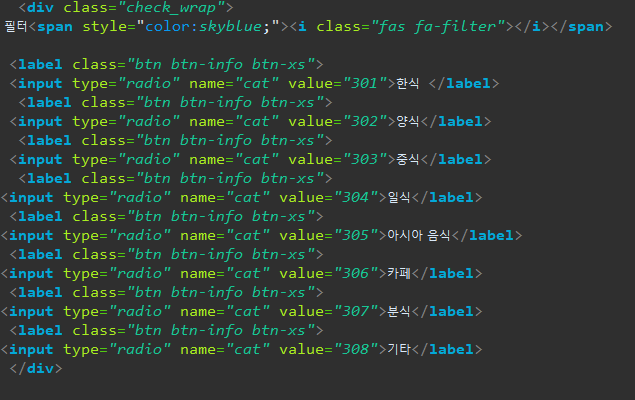 <div class="check_wrap">
필터<span style="color:skyblue;"><i class="fas fa-filter"></i></span>
<label class="btn btn-info btn-xs">
<input type="radio" name="cat" value="301">한식 </label>
<label class="btn btn-info btn-xs">
<input type="radio" name="cat" value="302">양식</label>
<label class="btn btn-info btn-xs">
<input type="radio" name="cat" value="303">중식</label>
<label class="btn btn-info btn-xs">
<input type="radio" name="cat" value="304">일식</label>
<label class="btn btn-info btn-xs">
<input type="radio" name="cat" value="305">아시아 음식</label>
<label class="btn btn-info btn-xs">
<input type="radio" name="cat" value="306">카페</label>
<label class="btn btn-info btn-xs">
<input type="radio" name="cat" value="307">분식</label>
<label class="btn btn-info btn-xs">
<input type="radio" name="cat" value="308">기타</label>
</div>